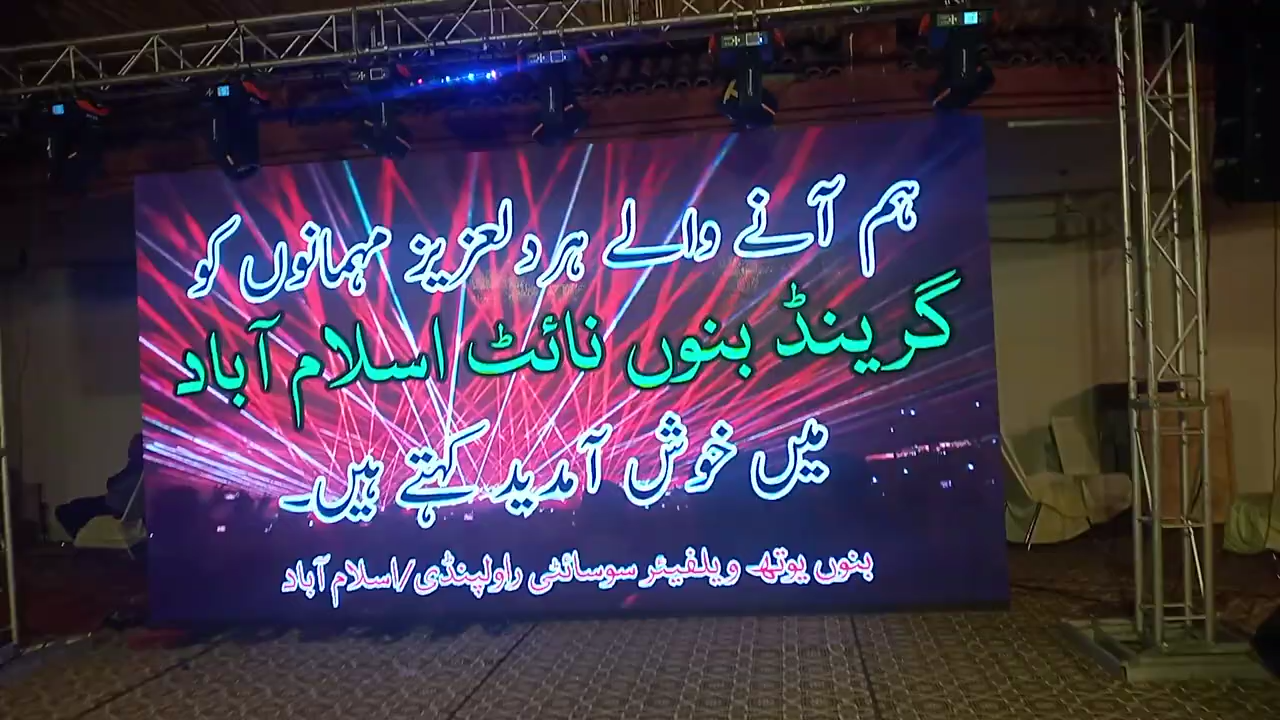 ہم آنے والے ہر دلعزیز مہمانوں کو
گرینڈ بنوں نائٹ اسلام آباد
میں خوش آمدید کہتے ہیں۔
بنوں یوتھ ویلفیئر سوسائٹی راولپنڈی/اسلام آباد